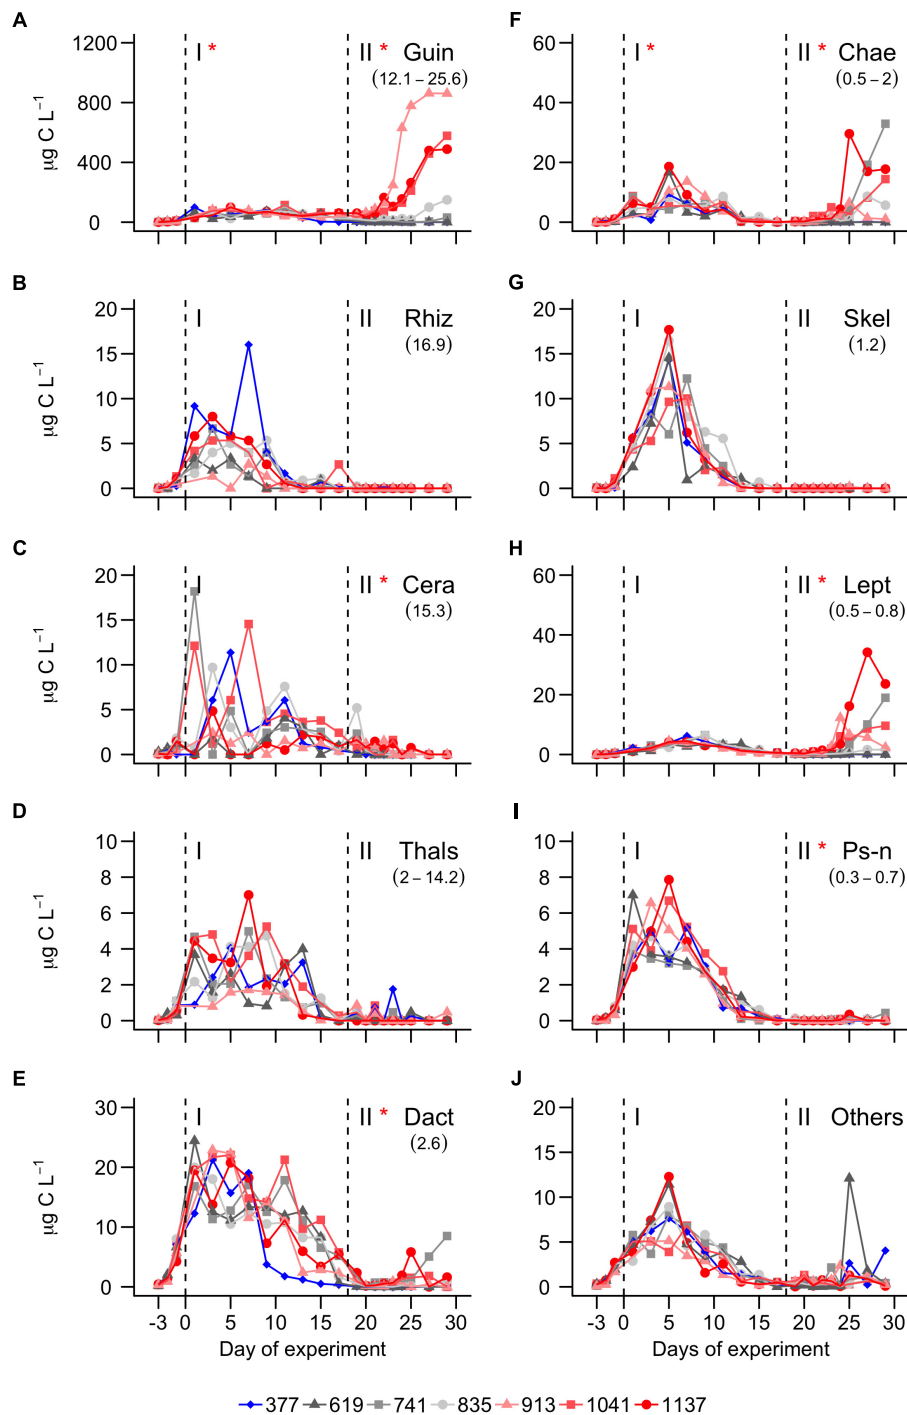 A
I * II * Guin
(12.1 – 25.6)
1200
800
400
0
µg C L⁻¹
F
I * II * Chae
(0.5 – 2)
60
40
20
0
B
I II Rhiz
(16.9)
20
15
10
5
0
µg C L⁻¹
G
I II Skel
(1.2)
20
15
10
5
0
C
I II * Cera
(15.3)
20
15
10
5
0
µg C L⁻¹
H
I II * Lept
(0.5 – 0.8)
60
40
20
0
D
I II Thals
(2 – 14.2)
10
8
6
4
2
0
µg C L⁻¹
I
I II * Ps-n
(0.3 – 0.7)
10
8
6
4
2
0
E
I II * Dact
(2.6)
30
20
10
0
µg C L⁻¹
-3 0 5 10 15 20 25 30
Day of experiment
J
I II Others
20
15
10
5
0
-3 0 5 10 15 20 25 30
Days of experiment
377 619 741 835 913 1041 1137